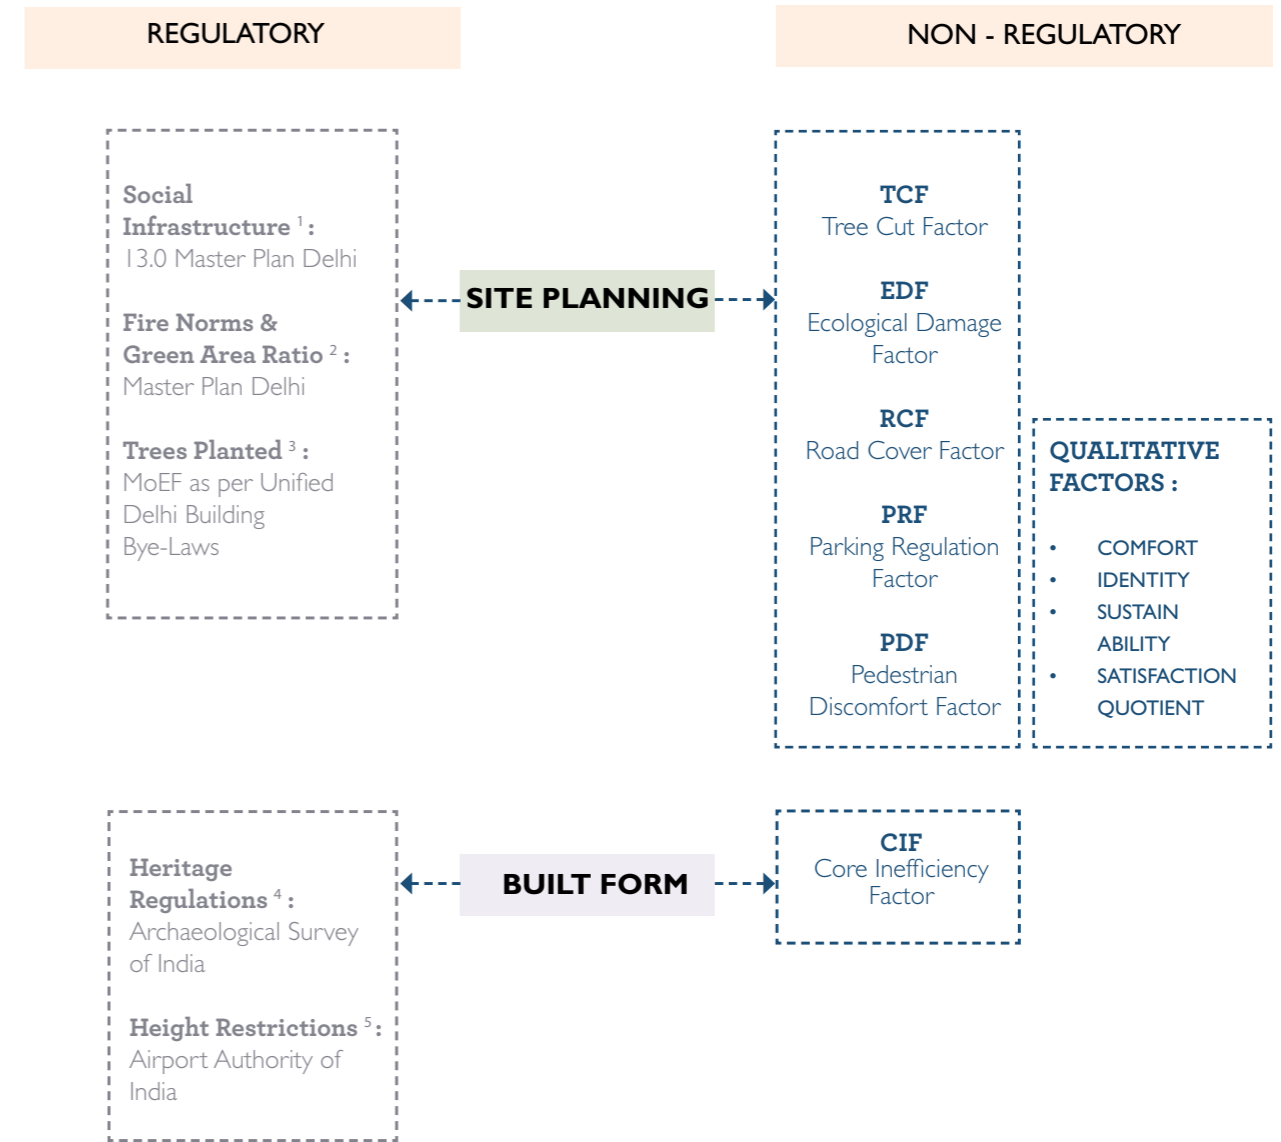 REGULATORY
NON - REGULATORY
Social
Infrastructure ¹ :
13.0 Master Plan Delhi
Fire Norms &
Green Area Ratio ² :
Master Plan Delhi
Trees Planted ³ :
MoEF as per Unified
Delhi Building
Bye-Laws
SITE PLANNING
TCF
Tree Cut Factor
EDF
Ecological Damage
Factor
RCF
Road Cover Factor
PRF
Parking Regulation
Factor
PDF
Pedestrian
Discomfort Factor
QUALITATIVE
FACTORS :
• COMFORT
• IDENTITY
• SUSTAIN
ABILITY
• SATISFACTION
QUOTIENT
Heritage
Regulations ⁴ :
Archaeological Survey
of India
Height Restrictions ⁵ :
Airport Authority of
India
BUILT FORM
CIF
Core Inefficiency
Factor